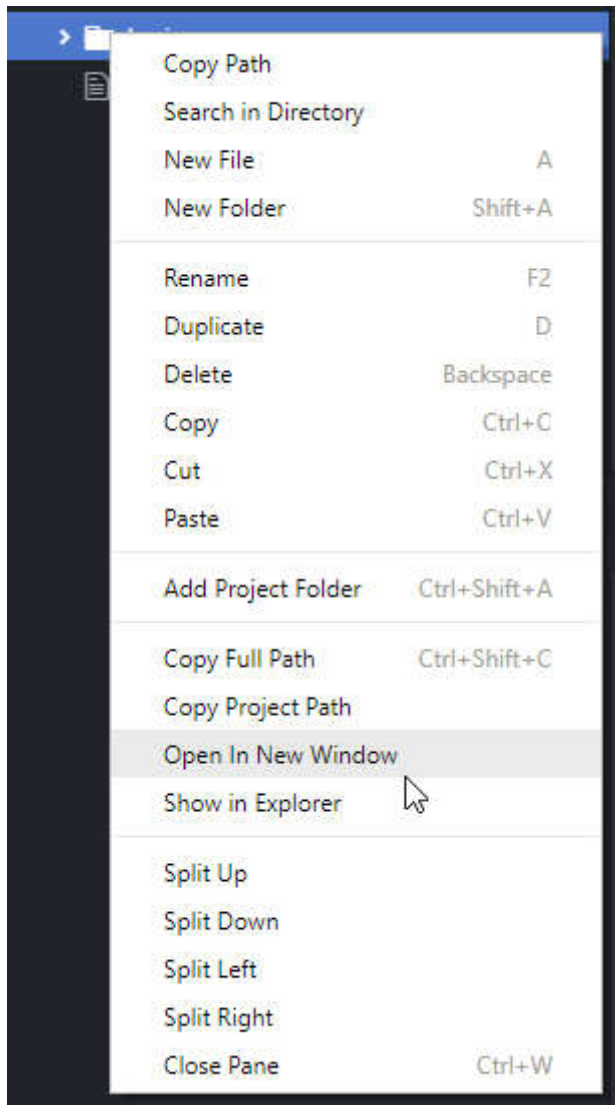 Copy Path
Search in Directory
New File A
New Folder Shift+A
Rename F2
Duplicate D
Delete Backspace
Copy Ctrl+C
Cut Ctrl+X
Paste Ctrl+V
Add Project Folder Ctrl+Shift+A
Copy Full Path Ctrl+Shift+C
Copy Project Path
Open In New Window
Show in Explorer
Split Up
Split Down
Split Left
Split Right
Close Pane Ctrl+W